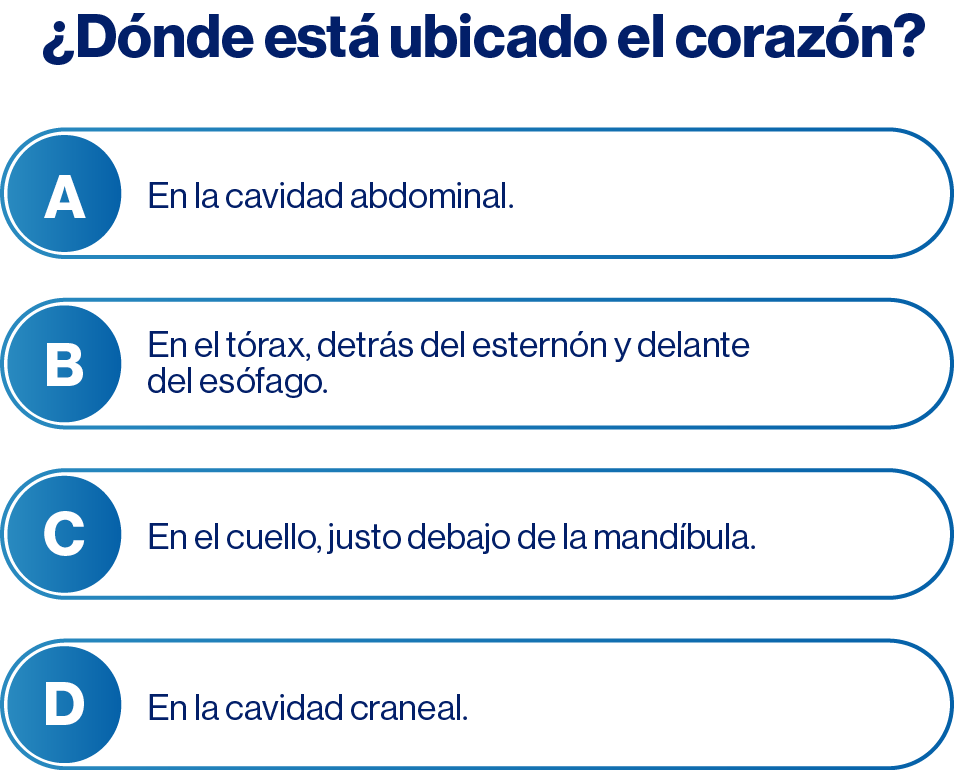 ¿Dónde está ubicado el corazón?
A
En la cavidad abdominal.
B
En el tórax, detrás del esternón y delante
del esófago.
C
En el cuello, justo debajo de la mandíbula.
D
En la cavidad craneal.